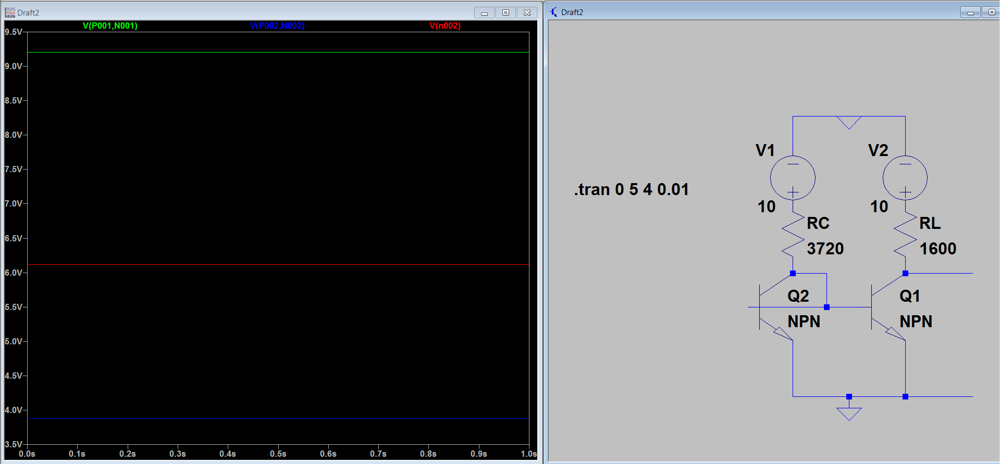 Draft2
V(P001,N001) V(P002,N002) V(n002)
9.5V
9.0V
8.5V
8.0V
7.5V
7.0V
6.5V
6.0V
5.5V
5.0V
4.5V
4.0V
3.5V
0.0s 0.1s 0.2s 0.3s 0.4s 0.5s 0.6s 0.7s 0.8s 0.9s 1.0s
Draft2
V1 V2
.tran 0 5 4 0.01
10 10
RC RL
3720 1600
Q2 Q1
NPN NPN